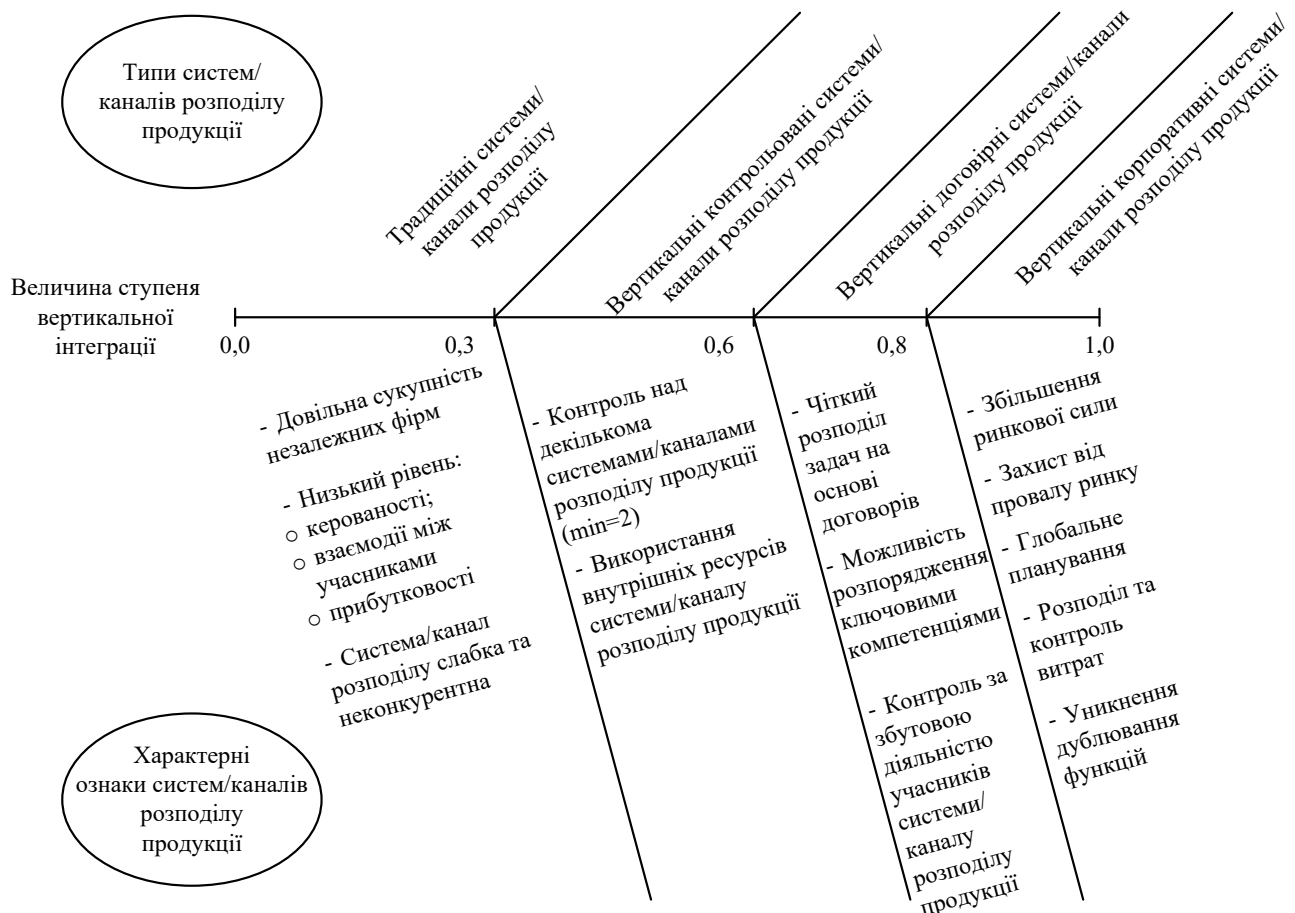 Типи систем/
каналів розподілу
продукції
Традиційні системи/
канали розподілу
продукції
Вертикальні контрольовані системи/
канали розподілу продукції
Вертикальні договірні системи/канали
розподілу продукції
Вертикальні корпоративні системи/
канали розподілу продукції
Величина ступеня
вертикальної
інтеграції
0,0
0,3
0,6
0,8
1,0
- Довільна сукупність
незалежних фірм
- Низький рівень:
○ керованості;
○ взаємодії між
учасниками
○ прибутковості
- Система/канал
розподілу слабка та
неконкурентна
- Контроль над
декількома
системами/каналами
розподілу продукції
(min=2)
- Використання
внутрішніх ресурсів
системи/каналу
розподілу продукції
- Чіткий
розподіл
задач на
основі
договорів
- Можливість
розпорядження
ключовими
компетенціями
- Контроль за
збутовою
діяльністю
учасників
системи/
каналу
розподілу
продукції
- Збільшення
ринкової сили
- Захист від
провалу ринку
- Глобальне
планування
- Розподіл та
контроль
витрат
- Уникнення
дублювання
функцій
Характерні
ознаки систем/каналів
розподілу
продукції